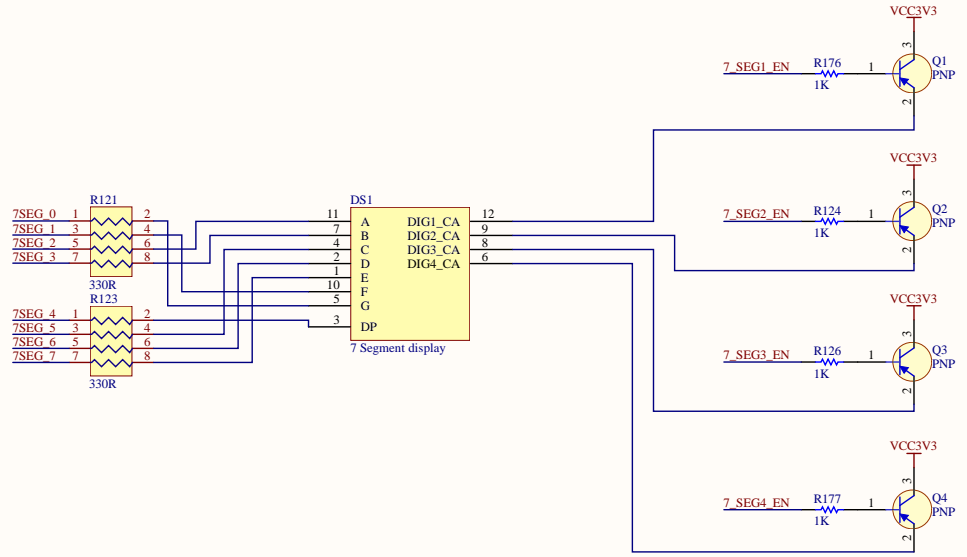 VCC3V3
3
7_SEG1_EN
R176
1K
1
Q1
PNP
2
VCC3V3
3
7_SEG2_EN
R124
1K
1
Q2
PNP
2
VCC3V3
3
7_SEG3_EN
R126
1K
1
Q3
PNP
2
VCC3V3
3
7_SEG4_EN
R177
1K
1
Q4
PNP
2
R121
7SEG_0 1 2
7SEG_1 3 4
7SEG_2 5 6
7SEG_3 7 8
330R
R123
7SEG_4 1 2
7SEG_5 3 4
7SEG_6 5 6
7SEG_7 7 8
330R
DS1
11 A DIG1_CA 12
7 B DIG2_CA 9
4 C DIG3_CA 8
2 D DIG4_CA 6
1 E
10 F
5 G
3 DP
7 Segment display